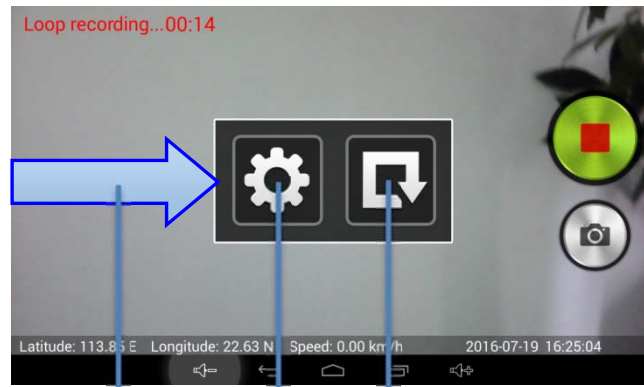 Loop recording...00:14
Latitude: 113.85 E Longitude: 22.63 N Speed: 0.00 km/h 2016-07-19 16:25:04